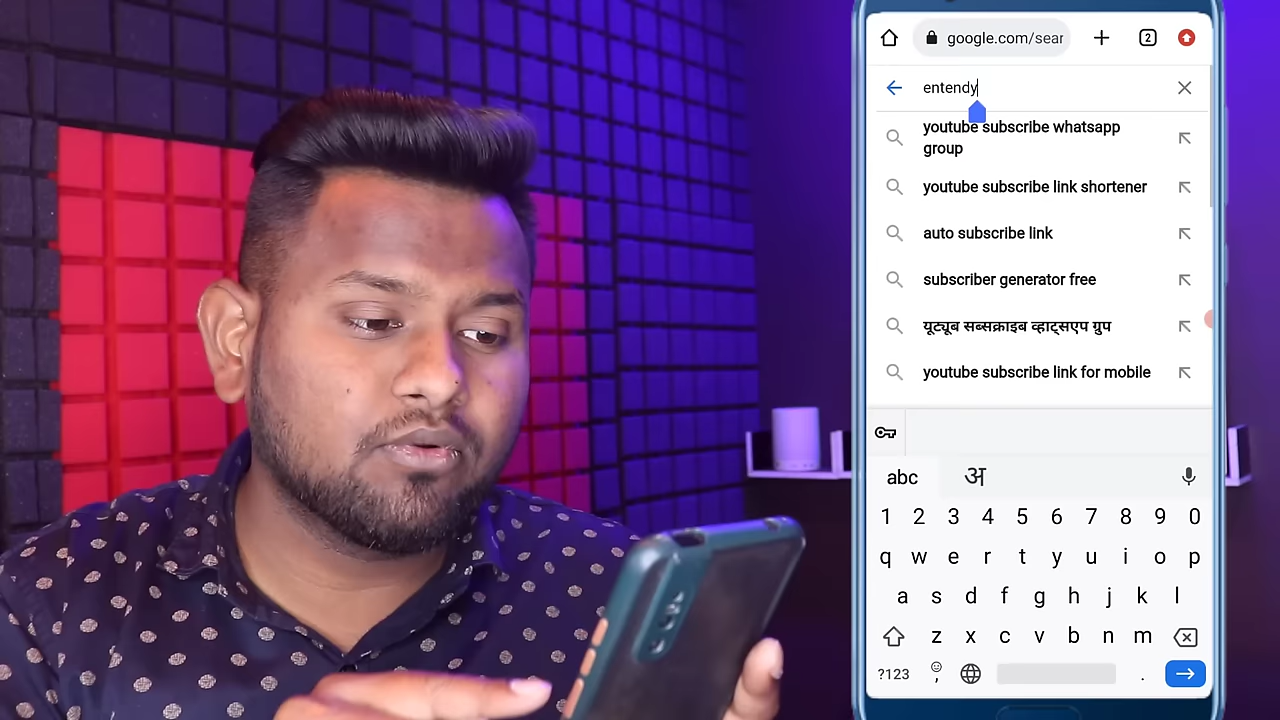 google.com/sear
2
entendy
youtube subscribe whatsapp
group
youtube subscribe link shortener
auto subscribe link
subscriber generator free
यूट्यूब सब्सक्राइब व्हाट्सएप ग्रुप
youtube subscribe link for mobile
abc अ
1 2 3 4 5 6 7 8 9 0
q w e r t y u i o p
a s d f g h j k l
z x c v b n m
?123 , .